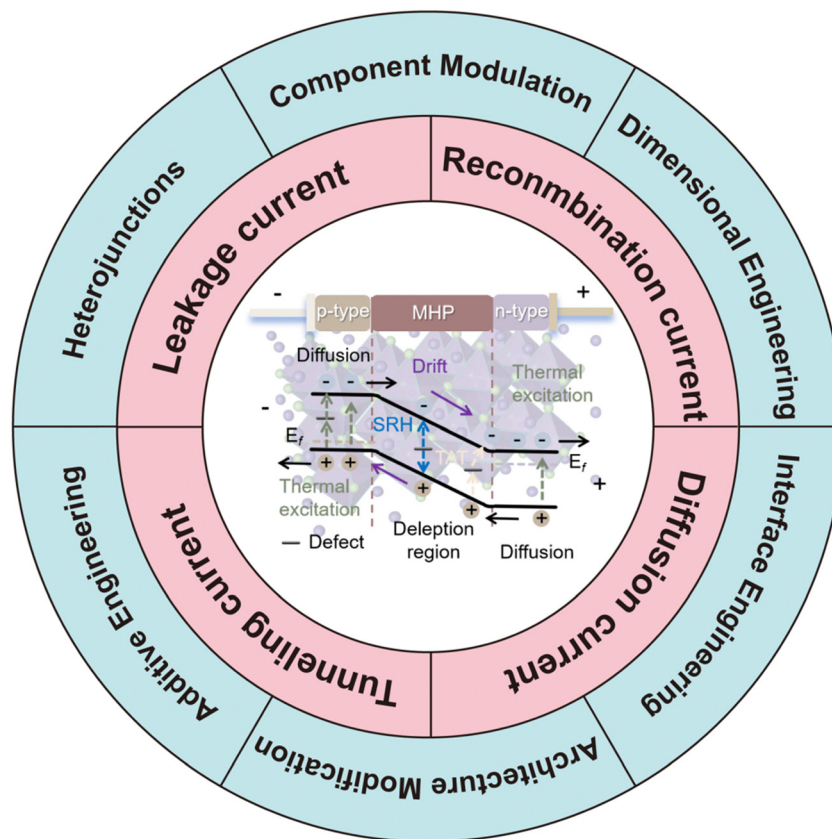 Component Modulation
Dimensional Engineering
Interface Engineering
Architecture Modification
Additive Engineering
Heterojunctions
Leakage current
Reconmbination current
Diffusion current
Tunneling current
- +
p-type MHP n-type
Diffusion
Drift
Thermal
excitation
- - -
-
SRH
- - -
E_f
TAT
E_f
+ +
+
Thermal
excitation
+
+
+
— Defect
Deleption
region
Diffusion